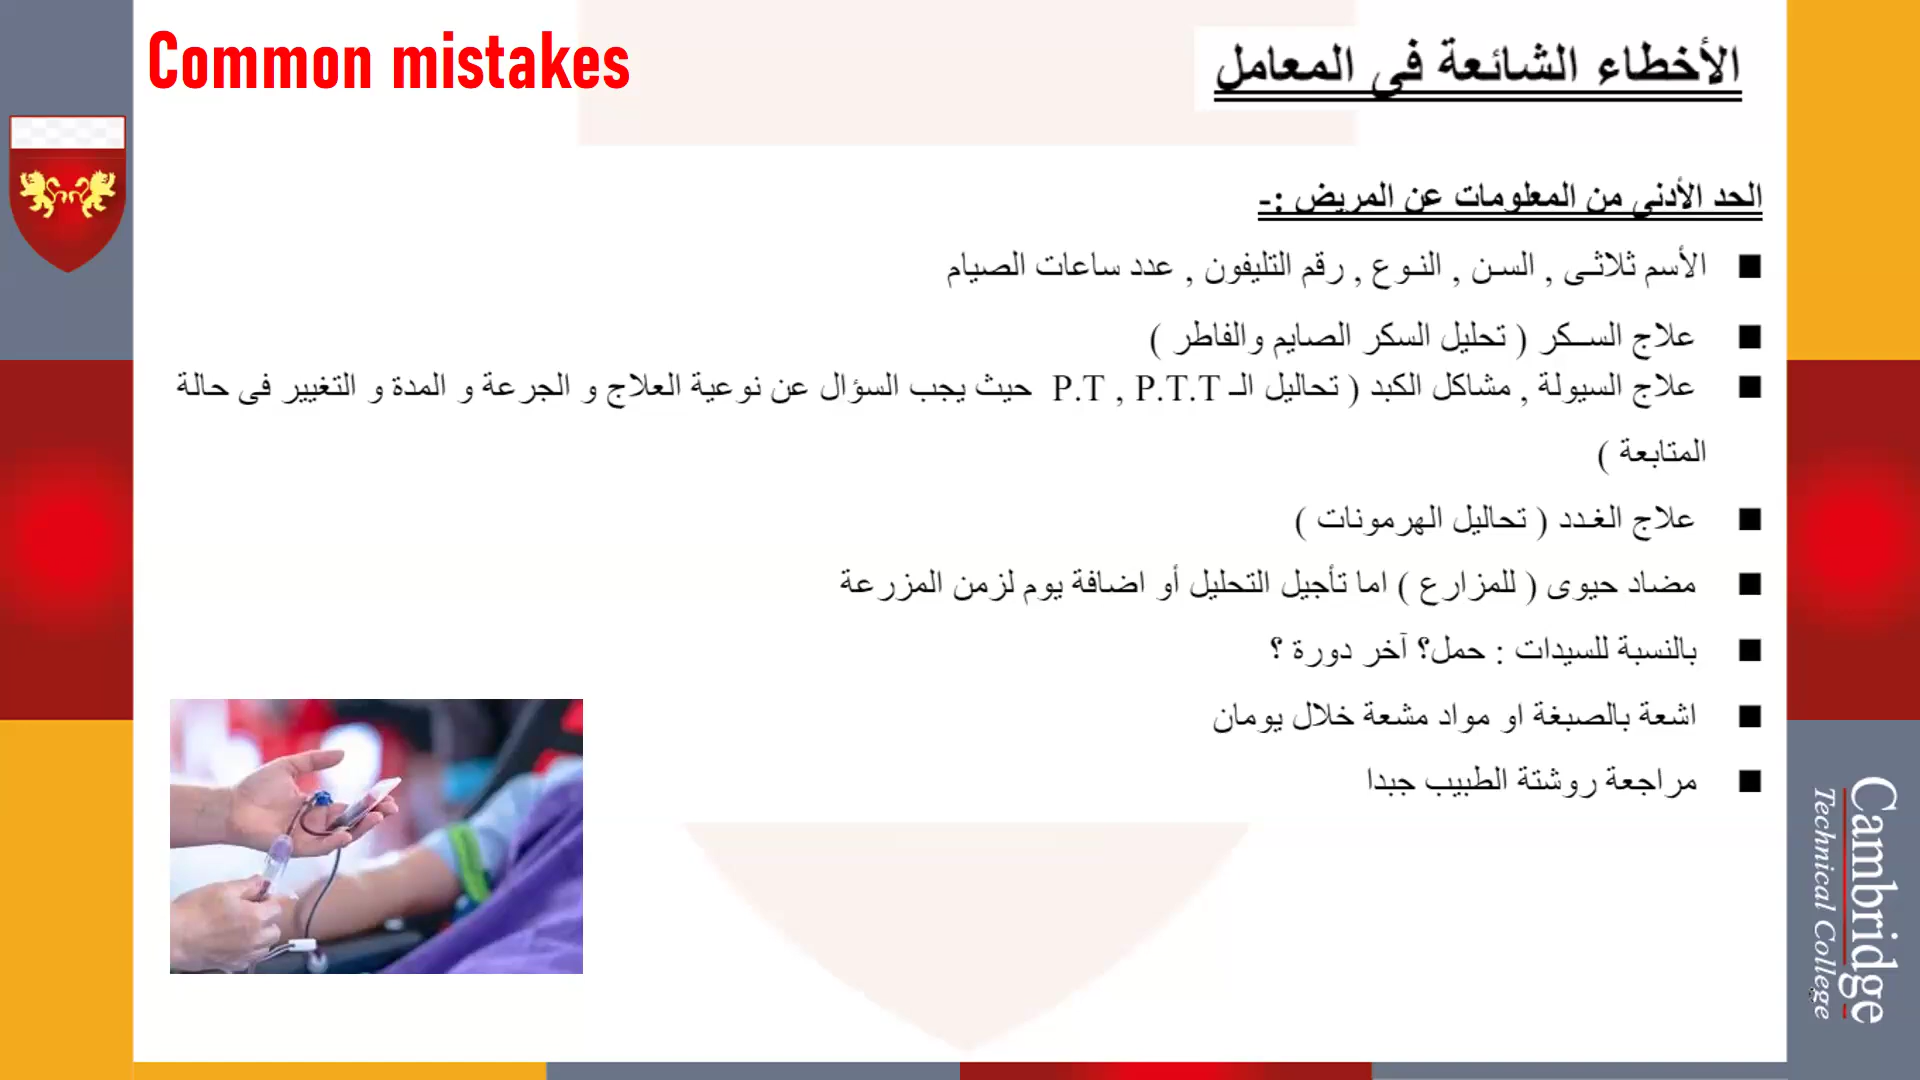 Common mistakes
الأخطاء الشائعة فى المعامل
الحد الأدنى من المعلومات عن المريض :-
الأسم ثلاثى , السن , النوع , رقم التليفون , عدد ساعات الصيام
علاج السكر ( تحليل السكر الصايم والفاطر )
علاج السيولة , مشاكل الكبد ( تحاليل الـ P.T , P.T.T حيث يجب السؤال عن نوعية العلاج و الجرعة و المدة و التغيير فى حالة
المتابعة )
علاج الغدد ( تحاليل الهرمونات )
مضاد حيوى ( للمزارع ) اما تأجيل التحليل أو اضافة يوم لزمن المزرعة
بالنسبة للسيدات : حمل؟ آخر دورة ؟
اشعة بالصبغة او مواد مشعة خلال يومان
مراجعة روشتة الطبيب جبدا
Cambridge
Technical College